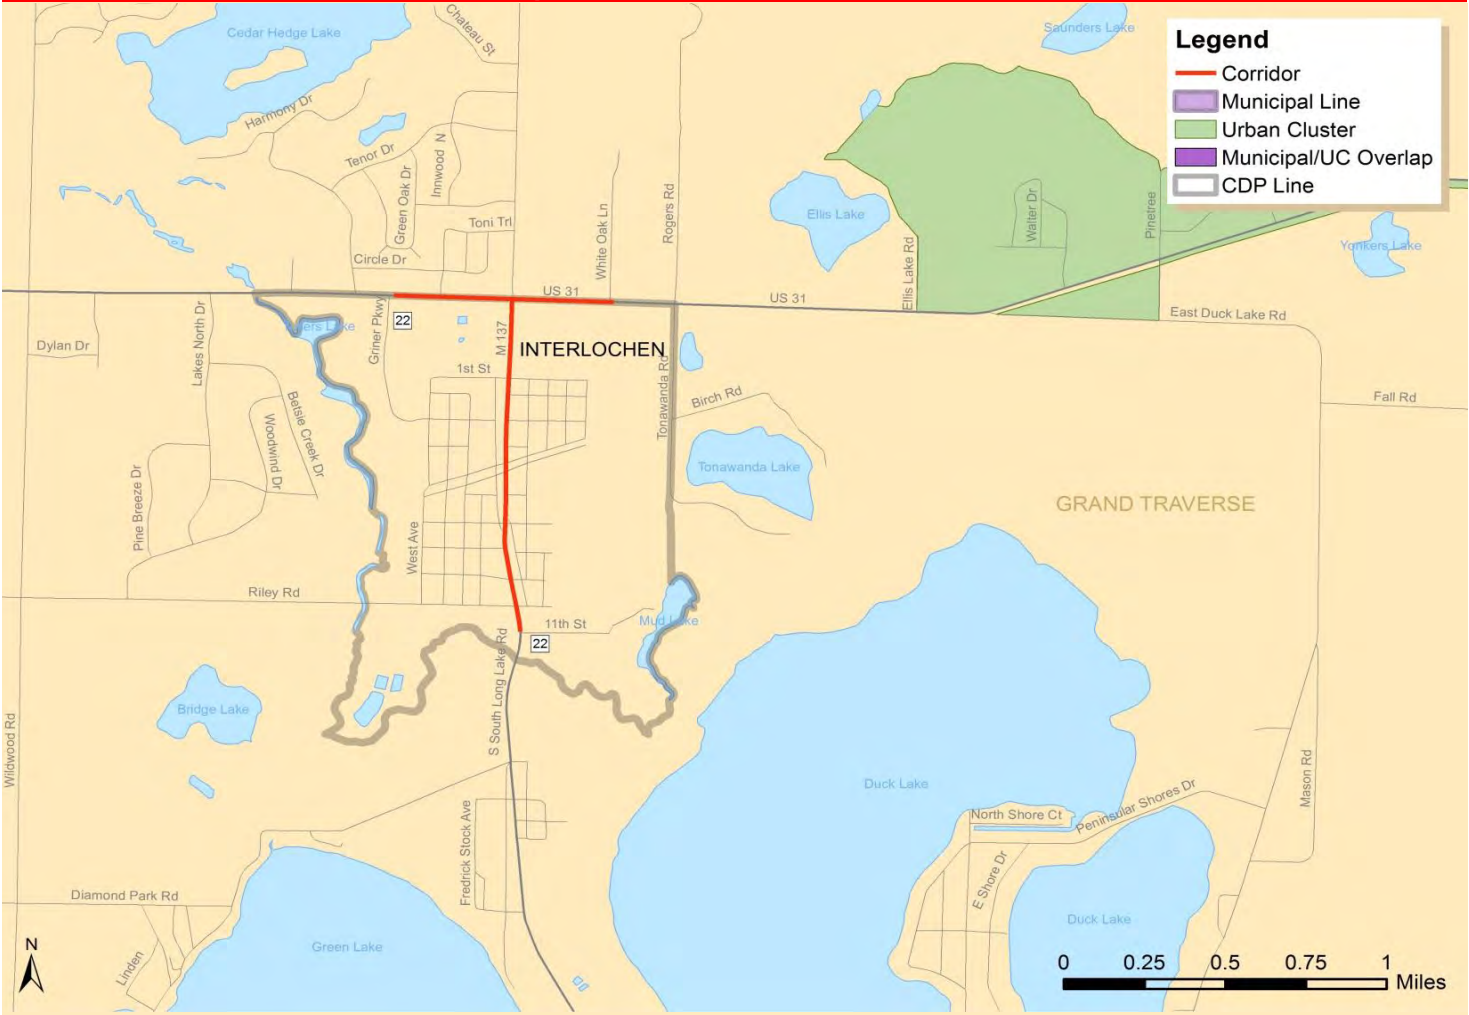 Cedar Hedge Lake
Chateau St
Saunders Lake
Legend
Corridor
Municipal Line
Urban Cluster
Municipal/UC Overlap
CDP Line
Harmony Dr
Tenor Dr
Innwood N
Green Oak Dr
Toni Trl
Circle Dr
White Oak Ln
Rogers Rd
Ellis Lake
Ellis Lake Rd
Walter Dr
Pinetree
Yonkers Lake
US 31
US 31
East Duck Lake Rd
22
Griner Pkwy
M 137
INTERLOCHEN
Lake
Dylan Dr
Lakes North Dr
1st St
Tonawanda Rd
Birch Rd
Fall Rd
Betsie Creek Dr
Woodwind Dr
Pine Breeze Dr
Tonawanda Lake
GRAND TRAVERSE
West Ave
Riley Rd
11th St
Mud Lake
22
S South Long Lake Rd
Bridge Lake
Wildwood Rd
Duck Lake
Mason Rd
North Shore Ct
Peninsular Shores Dr
Fredrick Stock Ave
E Shore Dr
Diamond Park Rd
Duck Lake
Green Lake
Linden
N
0 0.25 0.5 0.75 1
Miles